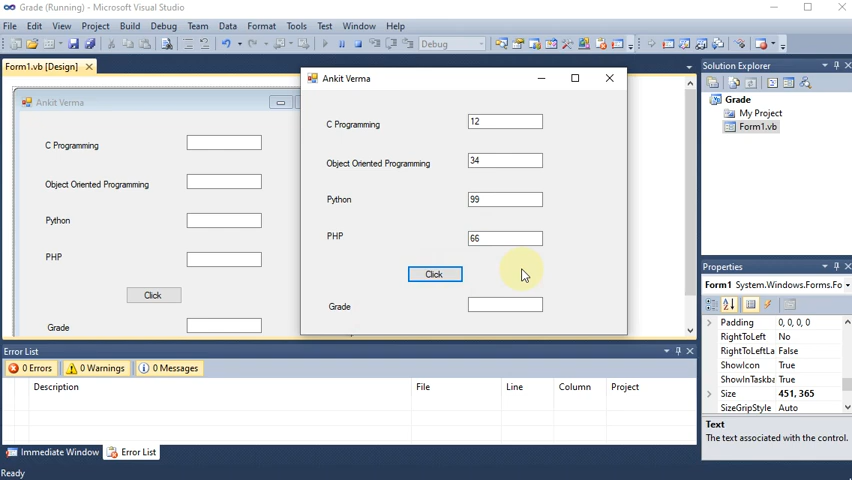 Grade (Running) - Microsoft Visual Studio
File Edit View Project Build Debug Team Data Format Tools Test Window Help
Debug
Form1.vb [Design]
Ankit Verma
C Programming
Object Oriented Programming
Python
PHP
Click
Grade
Ankit Verma
C Programming 12
Object Oriented Programming 34
Python 99
PHP 66
Click
Grade
Solution Explorer
Grade
My Project
Form1.vb
Properties
Form1 System.Windows.Forms.Fo
Padding 0, 0, 0, 0
RightToLeft No
RightToLeftLa False
ShowIcon True
ShowInTaskba True
Size 451, 365
SizeGripStyle Auto
Text
The text associated with the control.
Error List
0 Errors 0 Warnings 0 Messages
Description File Line Column Project
Immediate Window Error List
Ready